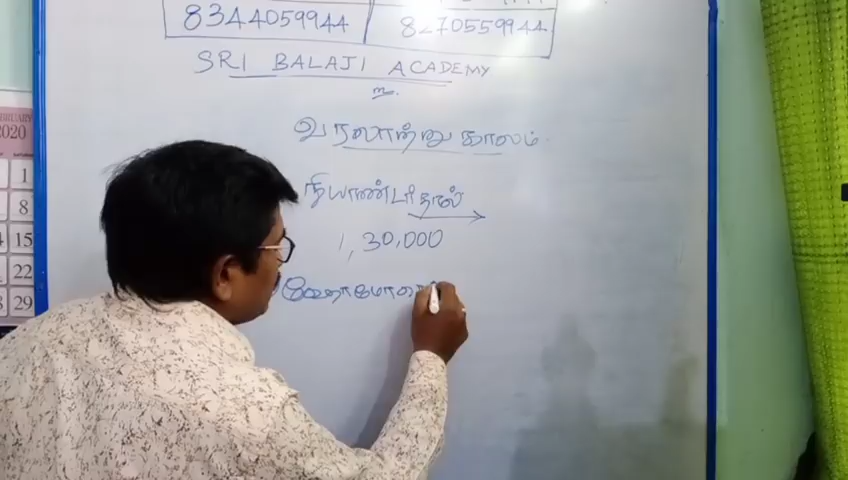 8344059944 8270559944
SRI BALAJI ACADEMY
வரலாற்று காலம்
நியாண்டர்தால்
1,30,000
ஹோமோ
FEBRUARY
2020
1
8
15
22
29